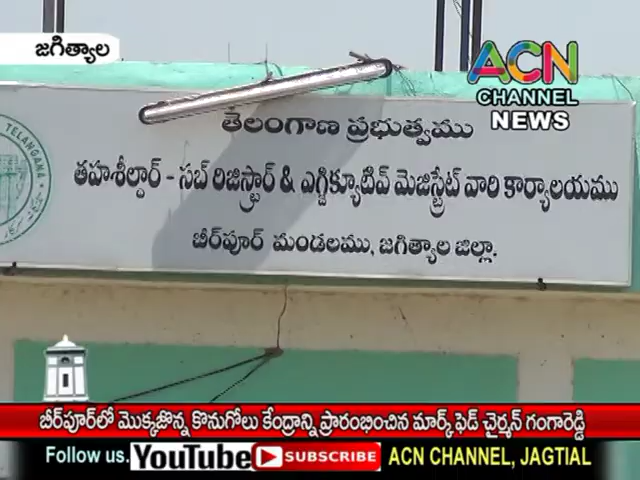 జగిత్యాల
ACN
CHANNEL
NEWS
TELANGANA
తెలంగాణ ప్రభుత్వము
తహశీల్దార్ - సబ్ రిజిస్ట్రార్ & ఎగ్జిక్యూటివ్ మెజిస్ట్రేట్ వారి కార్యాలయము
బీర్‌పూర్ మండలము, జగిత్యాల జిల్లా.
బీర్‌పూర్‌లో మొక్కజొన్న కొనుగోలు కేంద్రాన్ని ప్రారంభించిన మార్క్ ఫెడ్ ఛైర్మన్ గంగారెడ్డి
Follow us. YouTube SUBSCRIBE ACN CHANNEL, JAGTIAL